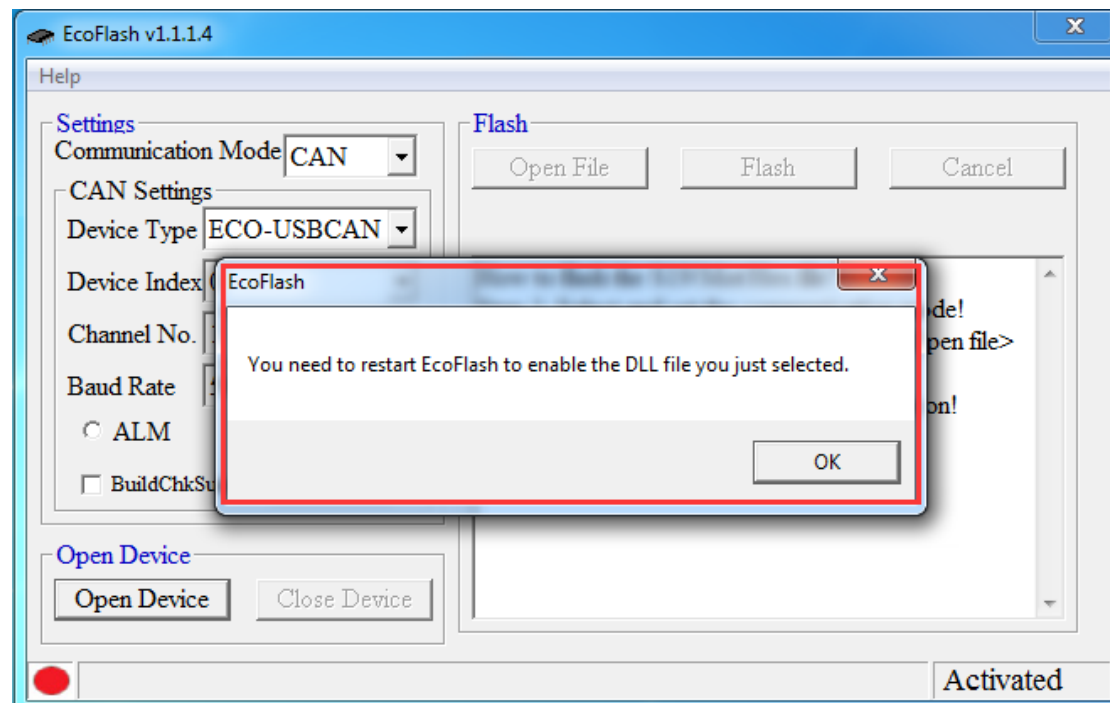 EcoFlash v1.1.1.4
Help
Settings
Communication Mode CAN
CAN Settings
Device Type ECO-USBCAN
Device Index
Channel No.
Baud Rate
ALM
BuildChkSu
Flash
Open File Flash Cancel
de!
pen file>
on!
EcoFlash
You need to restart EcoFlash to enable the DLL file you just selected.
OK
Open Device
Open Device Close Device
Activated